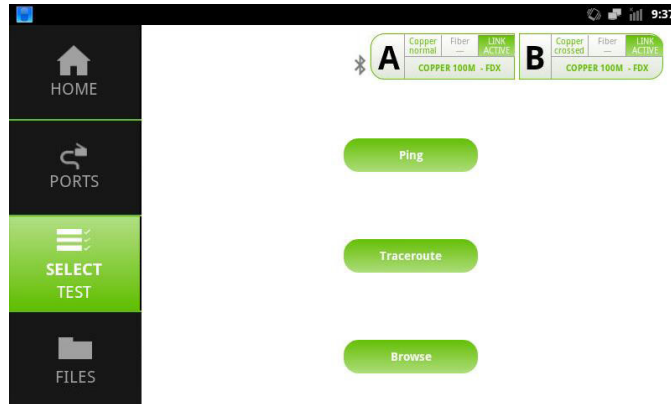 9:37
HOME
PORTS
SELECT
TEST
FILES
A
Copper
normal
Fiber
—
LINK
ACTIVE
COPPER 100M - FDX
B
Copper
crossed
Fiber
—
LINK
ACTIVE
COPPER 100M - FDX
Ping
Traceroute
Browse